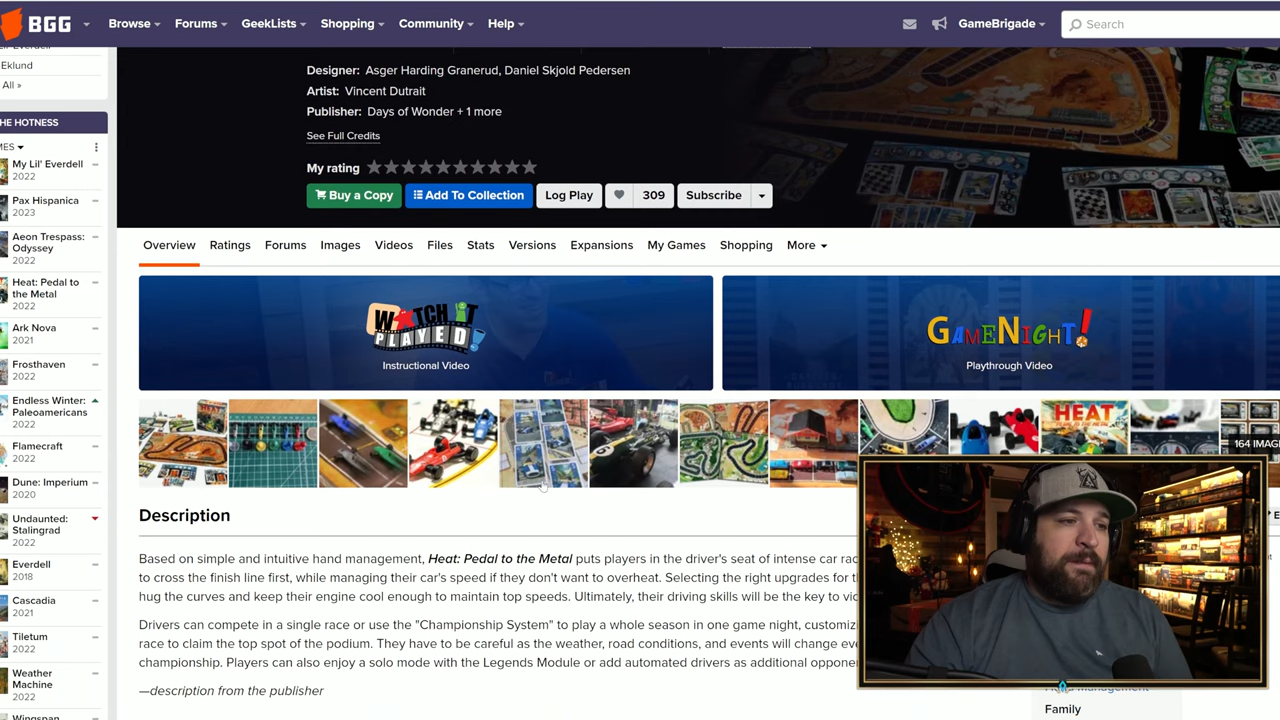 BGG
Browse
Forums
GeekLists
Shopping
Community
Help
GameBrigade
Search
Eklund
All »
THE HOTNESS
MES
My Lil' Everdell
2022
Pax Hispanica
2023
Aeon Trespass:
Odyssey
2022
Heat: Pedal to
the Metal
2022
Ark Nova
2021
Frosthaven
2022
Endless Winter:
Paleoamericans
2022
Flamecraft
2022
Dune: Imperium
2020
Undaunted:
Stalingrad
2022
Everdell
2018
Cascadia
2021
Tiletum
2022
Weather
Machine
2022
Wingspan
Designer: Asger Harding Granerud, Daniel Skjold Pedersen
Artist: Vincent Dutrait
Publisher: Days of Wonder + 1 more
See Full Credits
My rating
Buy a Copy
Add To Collection
Log Play
309
Subscribe
Overview
Ratings
Forums
Images
Videos
Files
Stats
Versions
Expansions
My Games
Shopping
More
WATCH IT
PLAYED!
Instructional Video
GAMENIGHT!
Playthrough Video
HEAT
164 IMAG
Description
Based on simple and intuitive hand management, Heat: Pedal to the Metal puts players in the driver's seat of intense car rac
to cross the finish line first, while managing their car's speed if they don't want to overheat. Selecting the right upgrades for t
hug the curves and keep their engine cool enough to maintain top speeds. Ultimately, their driving skills will be the key to vic
Drivers can compete in a single race or use the "Championship System" to play a whole season in one game night, customiz
race to claim the top spot of the podium. They have to be careful as the weather, road conditions, and events will change eve
championship. Players can also enjoy a solo mode with the Legends Module or add automated drivers as additional oppone
—description from the publisher
Family